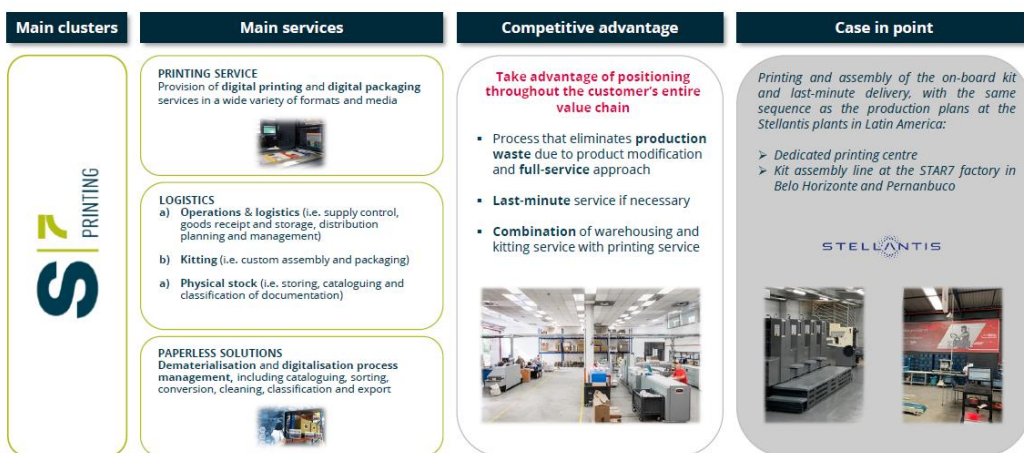 Main clusters
Main services
Competitive advantage
Case in point
S7
PRINTING
PRINTING SERVICE
Provision of digital printing and digital packaging
services in a wide variety of formats and media
LOGISTICS
a) Operations & logistics (i.e. supply control,
goods receipt and storage, distribution
planning and management)
b) Kitting (i.e. custom assembly and packaging)
a) Physical stock (i.e. storing, cataloguing and
classification of documentation)
PAPERLESS SOLUTIONS
Dematerialisation and digitalisation process
management, including cataloguing, sorting,
conversion, cleaning, classification and export
Take advantage of positioning
throughout the customer's entire
value chain
▪ Process that eliminates production
waste due to product modification
and full-service approach
▪ Last-minute service if necessary
▪ Combination of warehousing and
kitting service with printing service
Printing and assembly of the on-board kit
and last-minute delivery, with the same
sequence as the production plans at the
Stellantis plants in Latin America:
➢ Dedicated printing centre
➢ Kit assembly line at the STAR7 factory in
Belo Horizonte and Pernanbuco
STELLANTIS